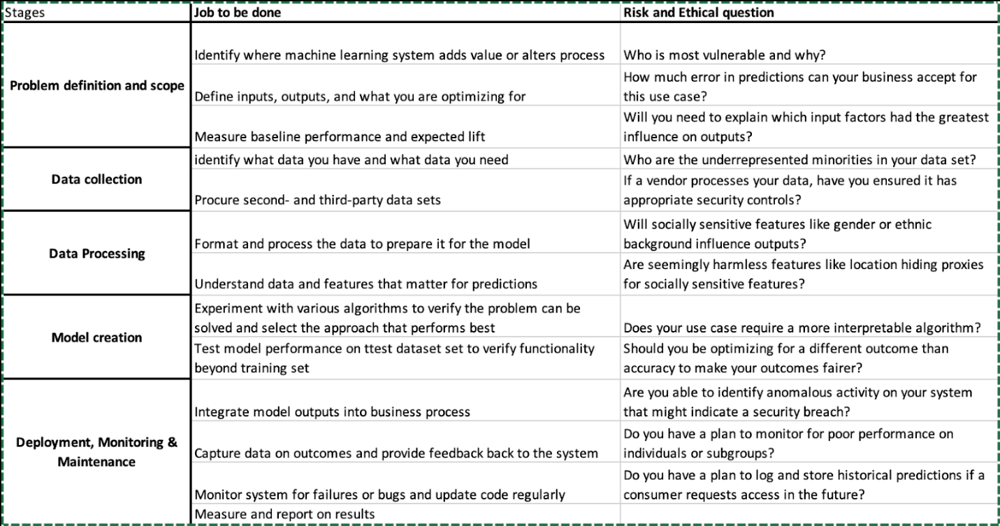 Stages
Job to be done
Risk and Ethical question
Problem definition and scope
Identify where machine learning system adds value or alters process
Who is most vulnerable and why?
Define inputs, outputs, and what you are optimizing for
How much error in predictions can your business accept for
this use case?
Measure baseline performance and expected lift
Will you need to explain which input factors had the greatest
influence on outputs?
Data collection
identify what data you have and what data you need
Who are the underrepresented minorities in your data set?
Procure second- and third-party data sets
If a vendor processes your data, have you ensured it has
appropriate security controls?
Data Processing
Format and process the data to prepare it for the model
Will socially sensitive features like gender or ethnic
background influence outputs?
Understand data and features that matter for predictions
Are seemingly harmless features like location hiding proxies
for socially sensitive features?
Model creation
Experiment with various algorithms to verify the problem can be
solved and select the approach that performs best
Does your use case require a more interpretable algorithm?
Test model performance on ttest dataset set to verify functionality
beyond training set
Should you be optimizing for a different outcome than
accuracy to make your outcomes fairer?
Deployment, Monitoring &
Maintenance
Integrate model outputs into business process
Are you able to identify anomalous activity on your system
that might indicate a security breach?
Capture data on outcomes and provide feedback back to the system
Do you have a plan to monitor for poor performance on
individuals or subgroups?
Monitor system for failures or bugs and update code regularly
Do you have a plan to log and store historical predictions if a
consumer requests access in the future?
Measure and report on results